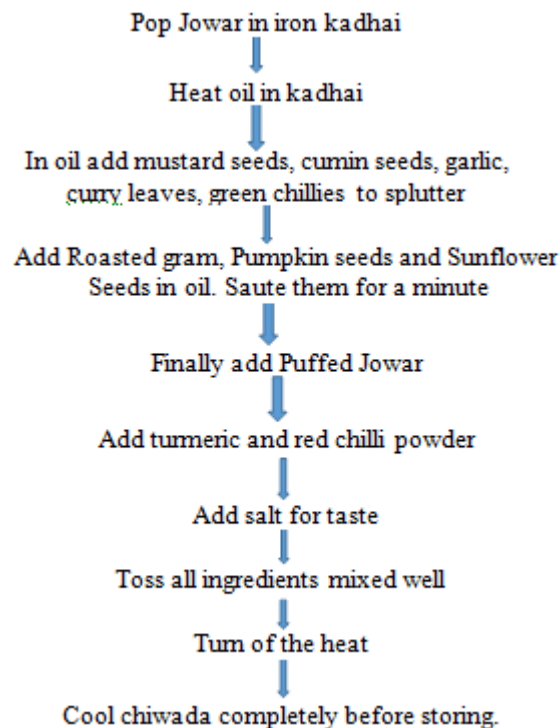 Pop Jowar in iron kadhai
Heat oil in kadhai
In oil add mustard seeds, cumin seeds, garlic,
curry leaves, green chillies to splutter
Add Roasted gram, Pumpkin seeds and Sunflower
Seeds in oil. Saute them for a minute
Finally add Puffed Jowar
Add turmeric and red chilli powder
Add salt for taste
Toss all ingredients mixed well
Turn of the heat
Cool chiwada completely before storing.